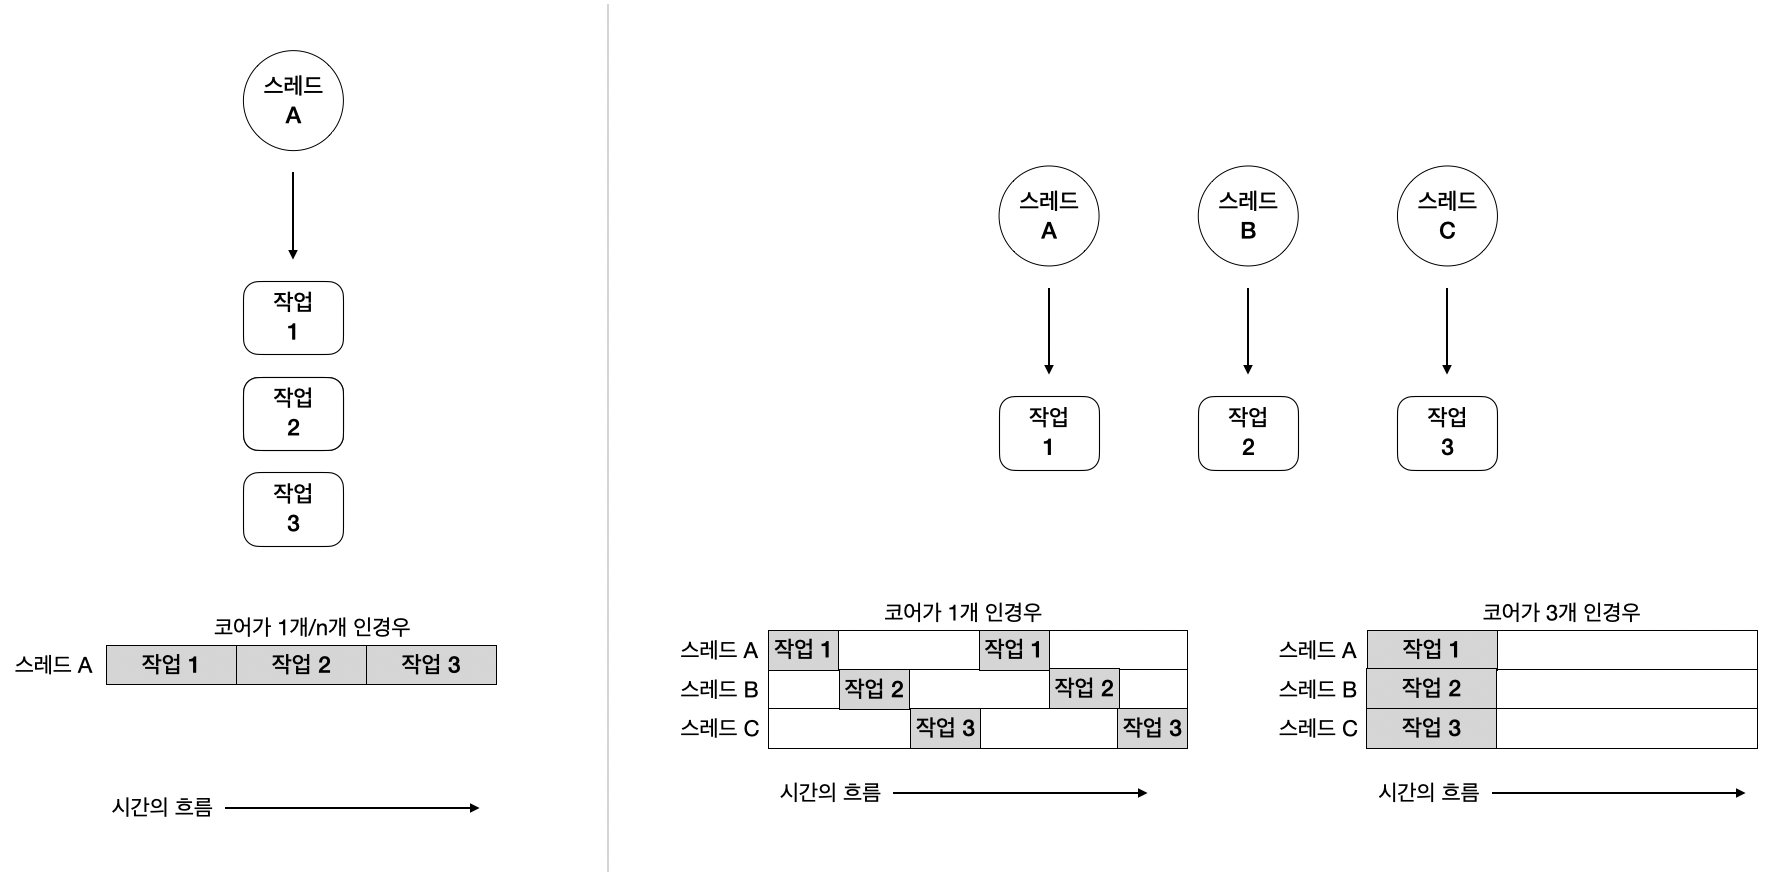 스레드
A
작업
1
작업
2
작업
3
코어가 1개/n개 인경우
스레드 A 작업 1 작업 2 작업 3
시간의 흐름
스레드
A
스레드
B
스레드
C
작업
1
작업
2
작업
3
코어가 1개 인경우
스레드 A 작업 1 작업 1
스레드 B 작업 2 작업 2
스레드 C 작업 3 작업 3
시간의 흐름
코어가 3개 인경우
스레드 A 작업 1
스레드 B 작업 2
스레드 C 작업 3
시간의 흐름